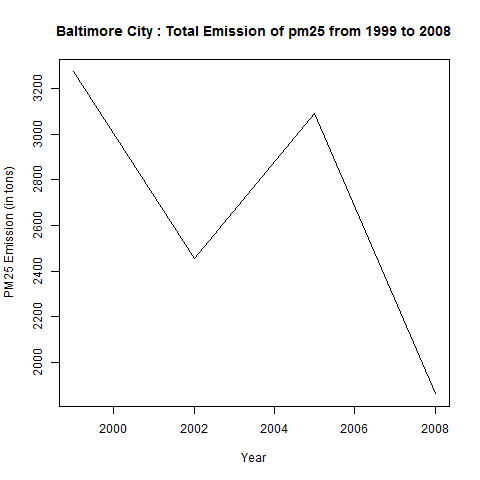 Baltimore City : Total Emission of pm25 from 1999 to 2008
PM25 Emission (in tons)
3200
3000
2800
2600
2400
2200
2000
2000 2002 2004 2006 2008
Year